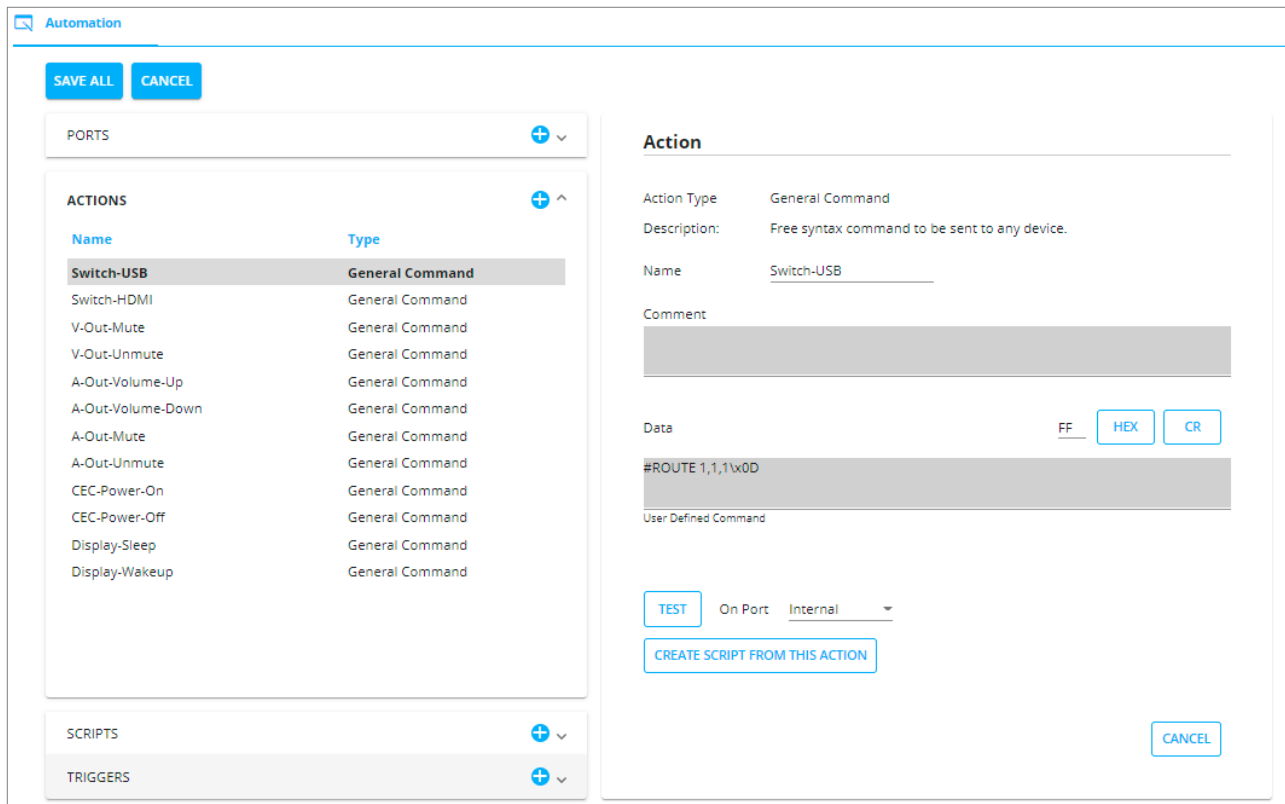 Automation
SAVE ALL CANCEL
PORTS
ACTIONS
Name Type
Switch-USB General Command
Switch-HDMI General Command
V-Out-Mute General Command
V-Out-Unmute General Command
A-Out-Volume-Up General Command
A-Out-Volume-Down General Command
A-Out-Mute General Command
A-Out-Unmute General Command
CEC-Power-On General Command
CEC-Power-Off General Command
Display-Sleep General Command
Display-Wakeup General Command
SCRIPTS
TRIGGERS
Action
Action Type General Command
Description: Free syntax command to be sent to any device.
Name Switch-USB
Comment
Data FF HEX CR
#ROUTE 1,1,1\x0D
User Defined Command
TEST On Port Internal
CREATE SCRIPT FROM THIS ACTION
CANCEL